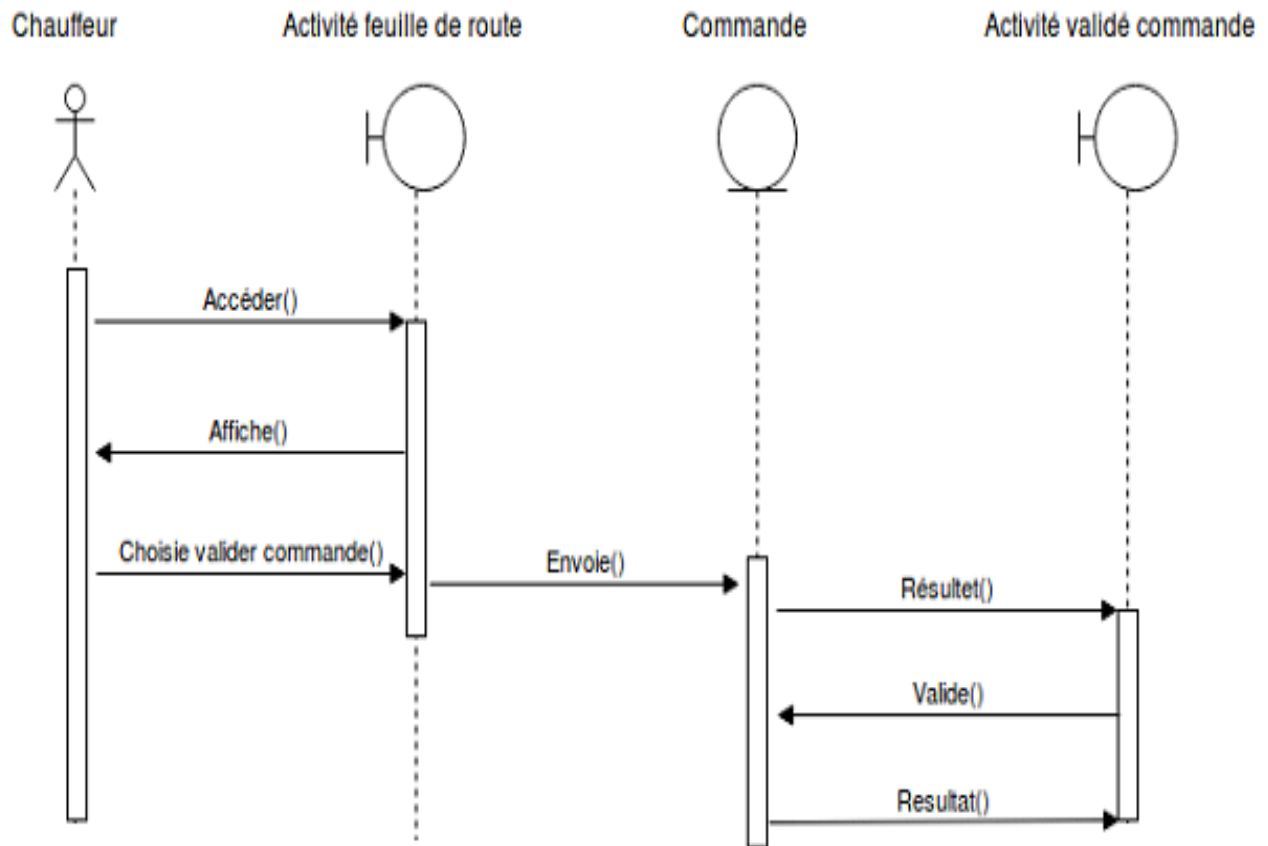 Chauffeur
Activité feuille de route
Commande
Activité validé commande
Accéder()
Affiche()
Choisie valider commande()
Envoie()
Résultet()
Valide()
Resultat()